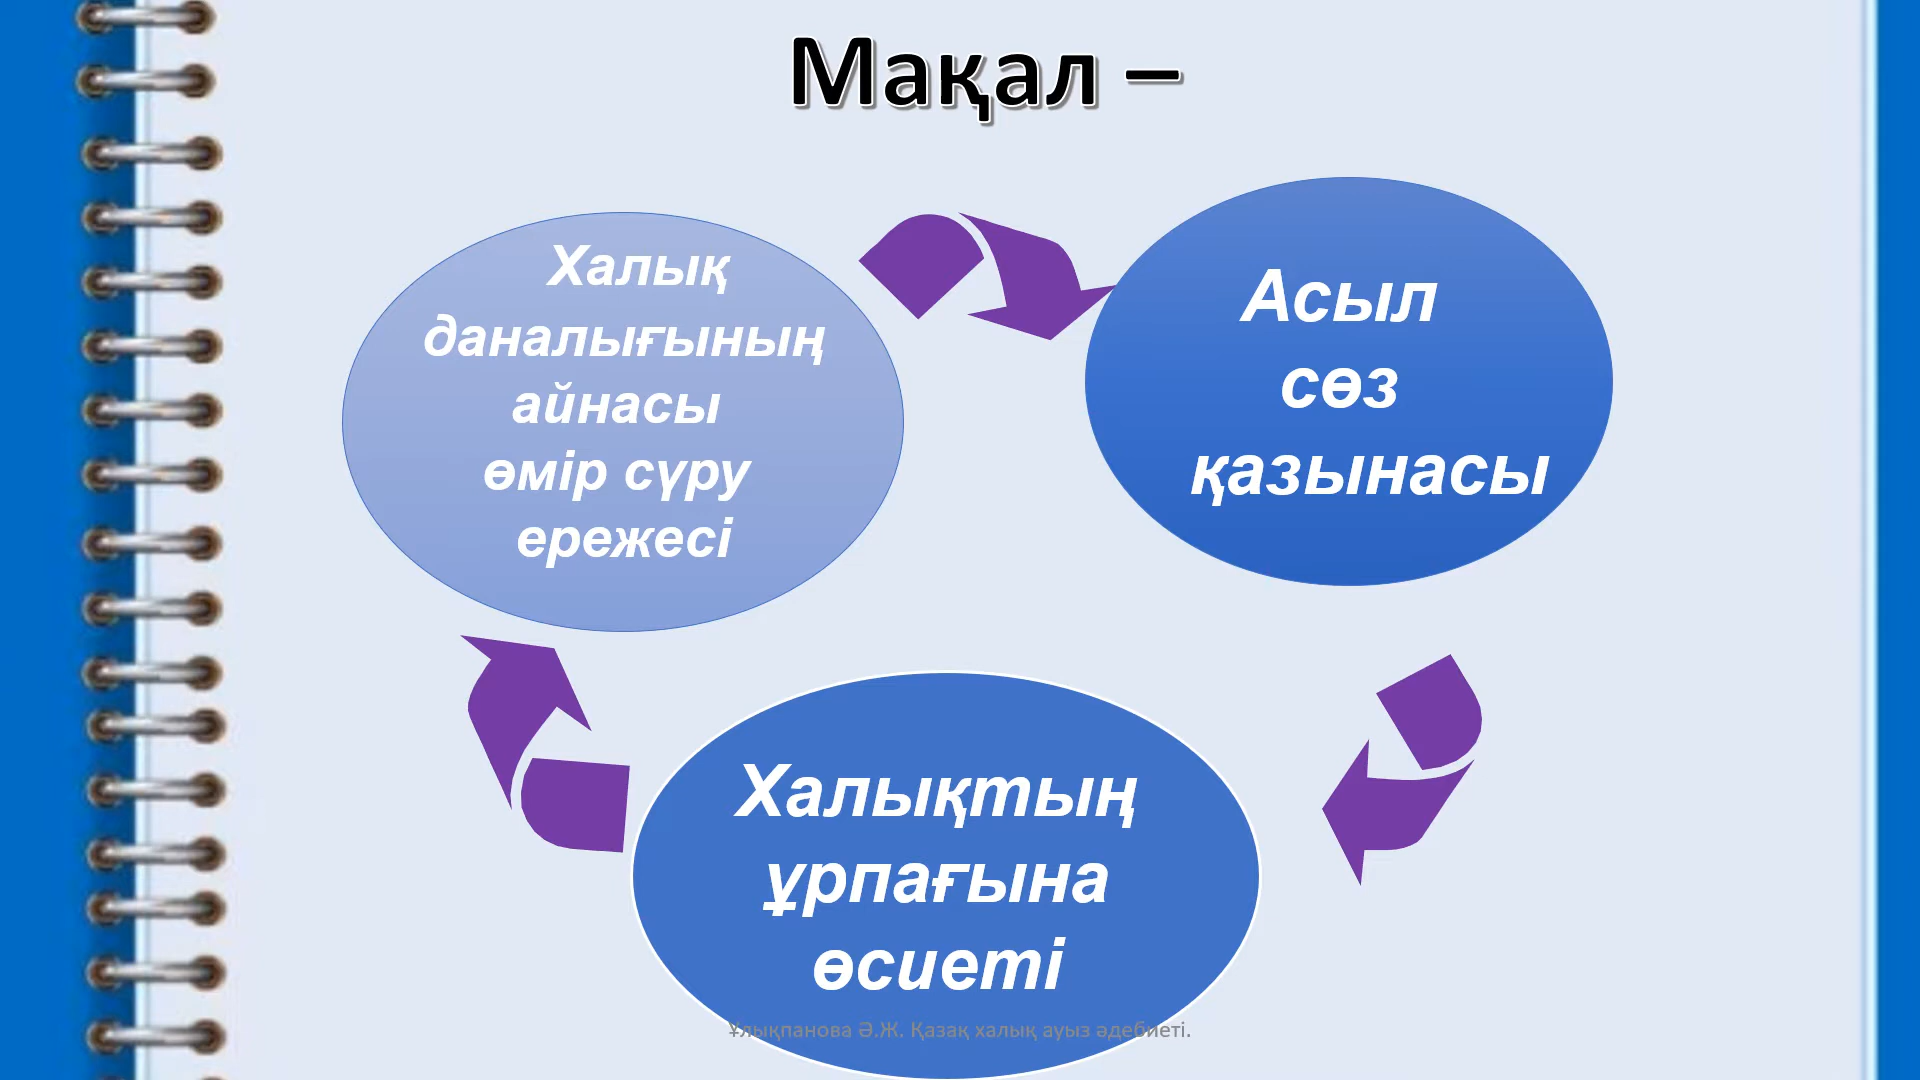 Мақал –
Халық
даналығының
айнасы
өмір сүру
ережесі
Асыл
сөз
қазынасы
Халықтың
ұрпағына
өсиеті
Ұлықпанова Ә.Ж. Қазақ халық ауыз әдебиеті.